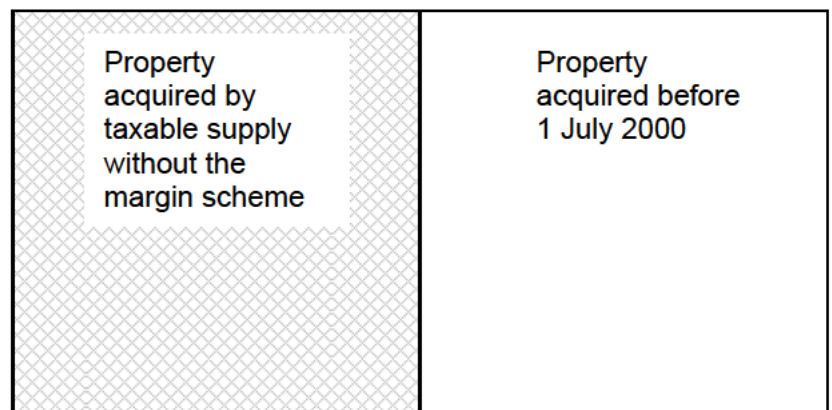 Property
acquired by
taxable supply
without the
margin scheme
Property
acquired before
1 July 2000